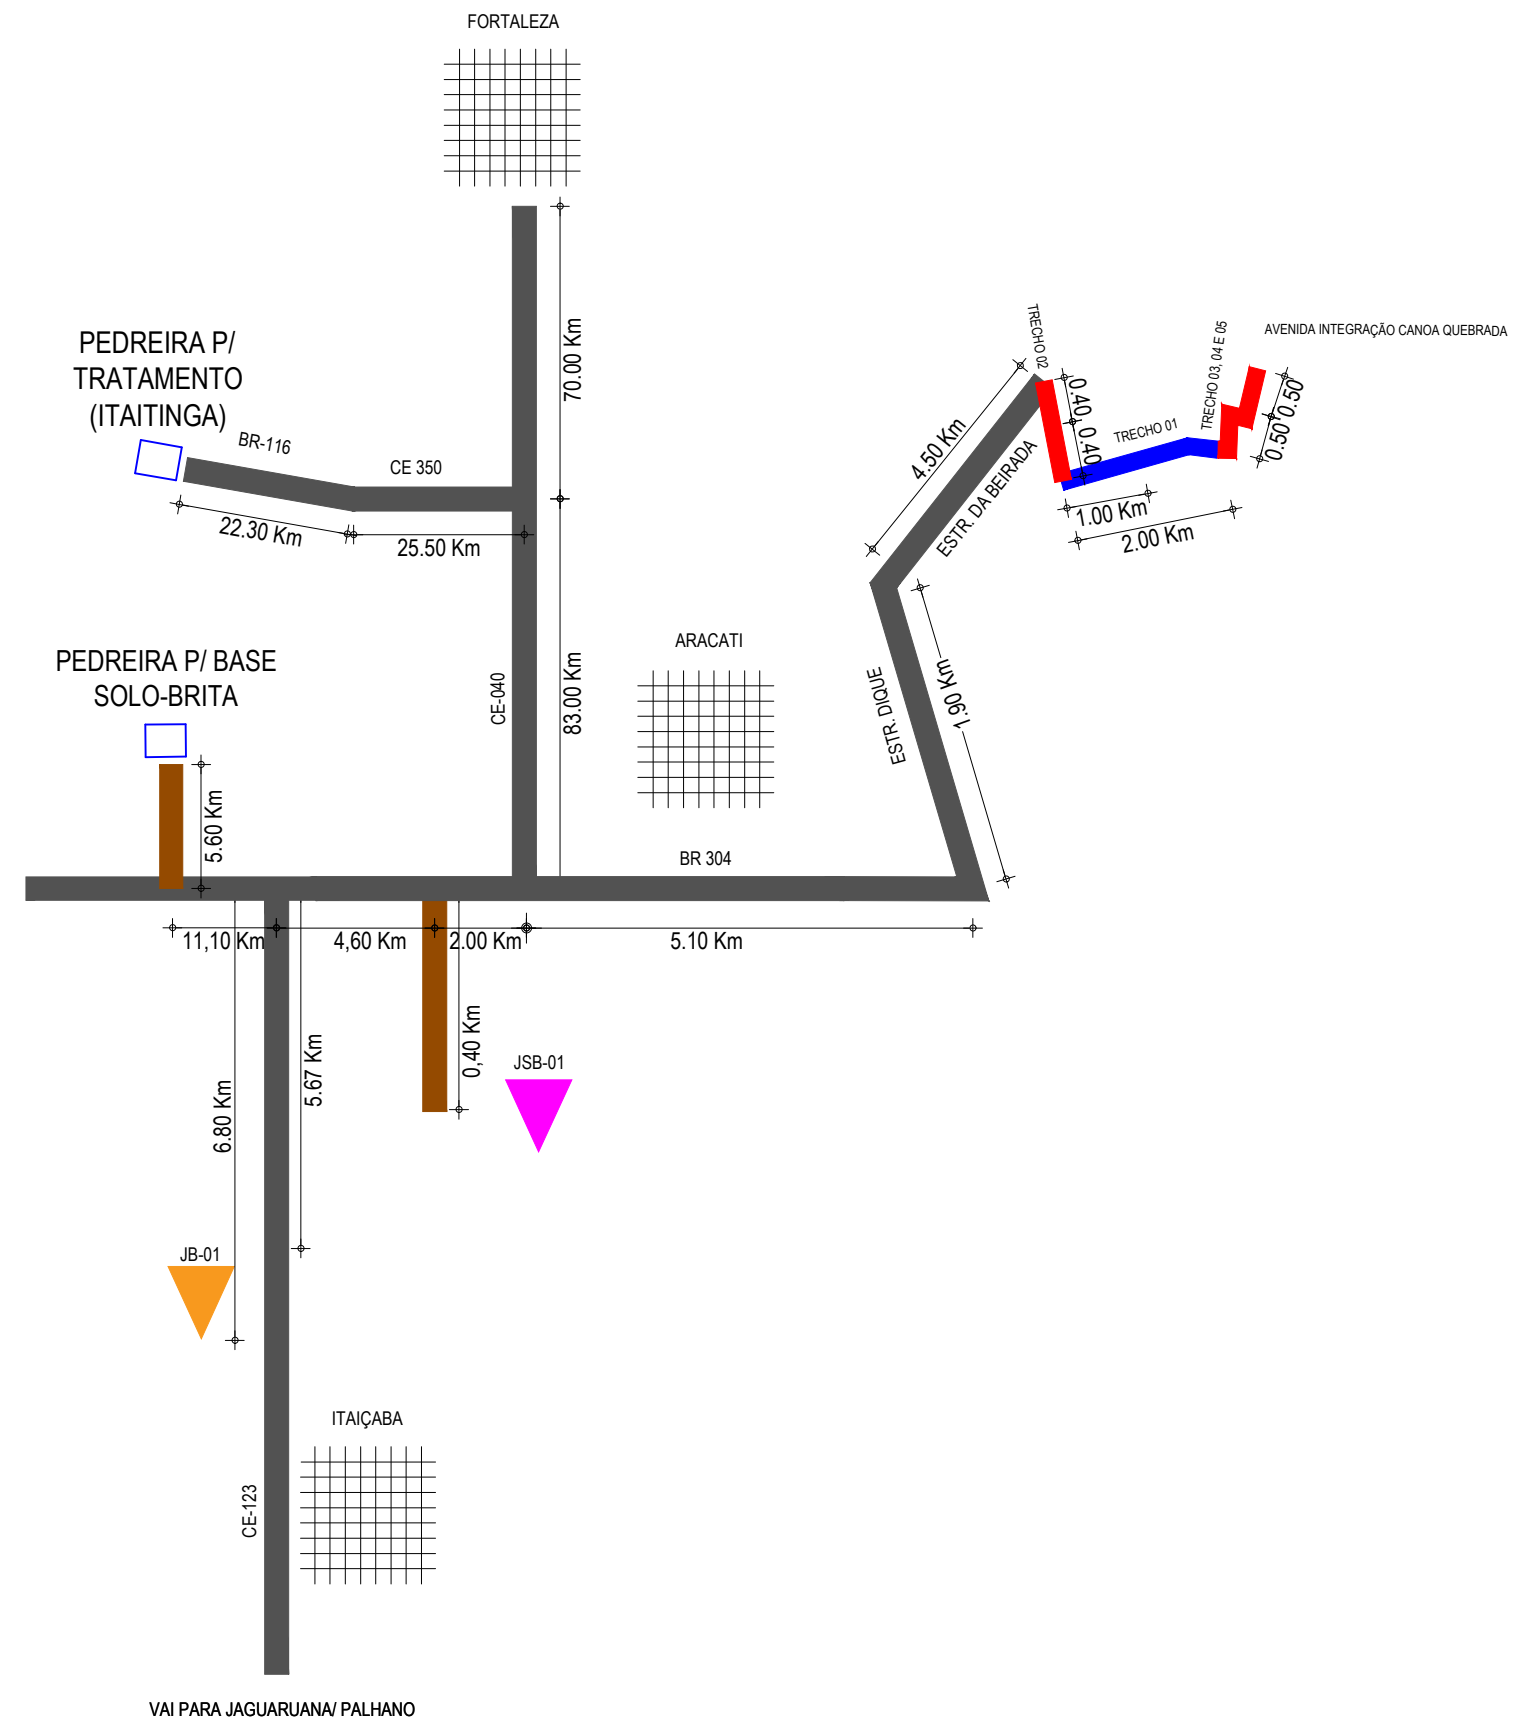 FORTALEZA
70.00 Km
PEDREIRA P/
TRATAMENTO
(ITAITINGA)
BR-116
CE 350
22.30 Km
25.50 Km
TRECHO 02
AVENIDA INTEGRAÇÃO CANOA QUEBRADA
TRECHO 03, 04 E 05
TRECHO 01
0.40
0.40
0.50
0.50
1.00 Km
2.00 Km
4.50 Km
ESTR. DA BEIRADA
ARACATI
PEDREIRA P/ BASE
SOLO-BRITA
CE-040
83.00 Km
ESTR. DIQUE
1.90 Km
5.60 Km
BR 304
11,10 Km
4,60 Km
2.00 Km
5.10 Km
6.80 Km
5.67 Km
0,40 Km
JSB-01
JB-01
ITAIÇABA
CE-123
VAI PARA JAGUARUANA/ PALHANO